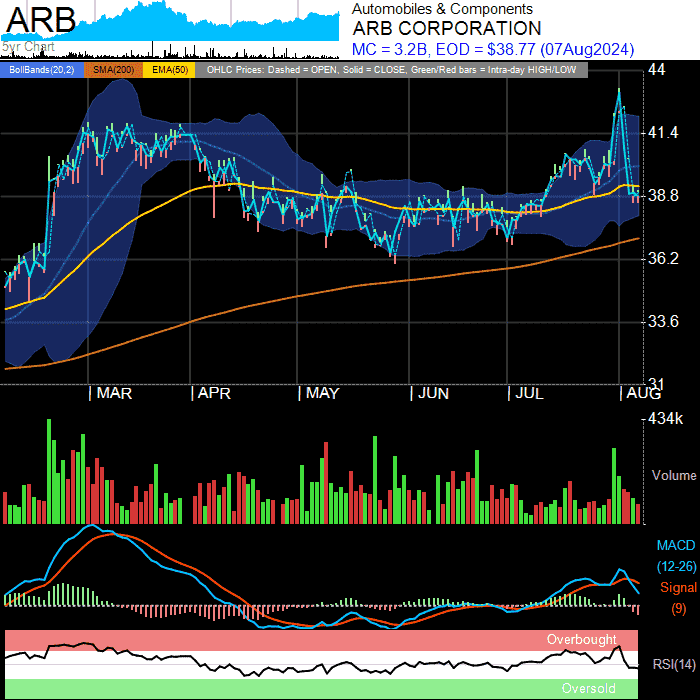 ARB
5yr Chart
Automobiles & Components
ARB CORPORATION
MC = 3.2B, EOD = $38.77 (07Aug2024)
BollBands(20,2) SMA(200) EMA(50) OHLC Prices: Dashed = OPEN, Solid = CLOSE, Green/Red bars = Intra-day HIGH/LOW
44
41.4
38.8
36.2
33.6
31
| MAR | APR | MAY | JUN | JUL | AUG
434k
Volume
MACD
(12-26)
Signal
(9)
Overbought
RSI(14)
Oversold